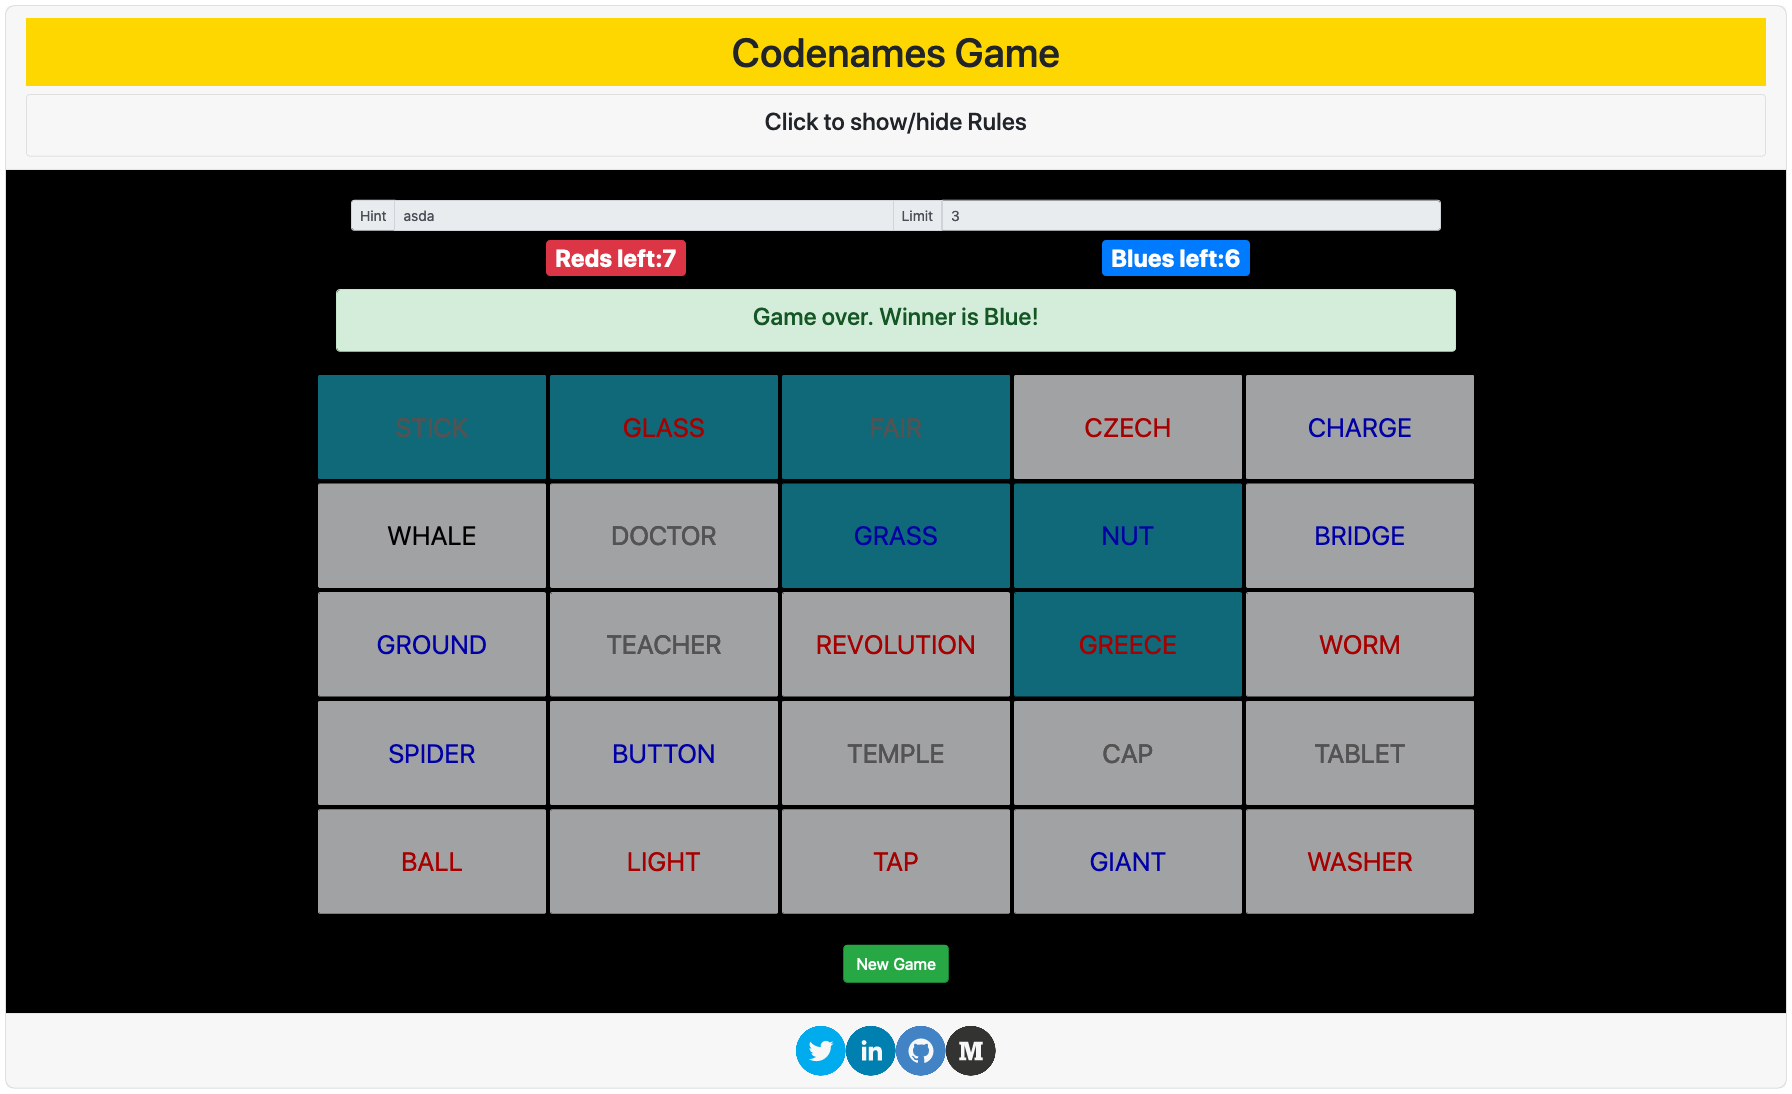 Codenames Game
Click to show/hide Rules
Hint asda Limit 3
Reds left:7 Blues left:6
Game over. Winner is Blue!
STICK GLASS FAIR CZECH CHARGE
WHALE DOCTOR GRASS NUT BRIDGE
GROUND TEACHER REVOLUTION GREECE WORM
SPIDER BUTTON TEMPLE CAP TABLET
BALL LIGHT TAP GIANT WASHER
New Game
in M